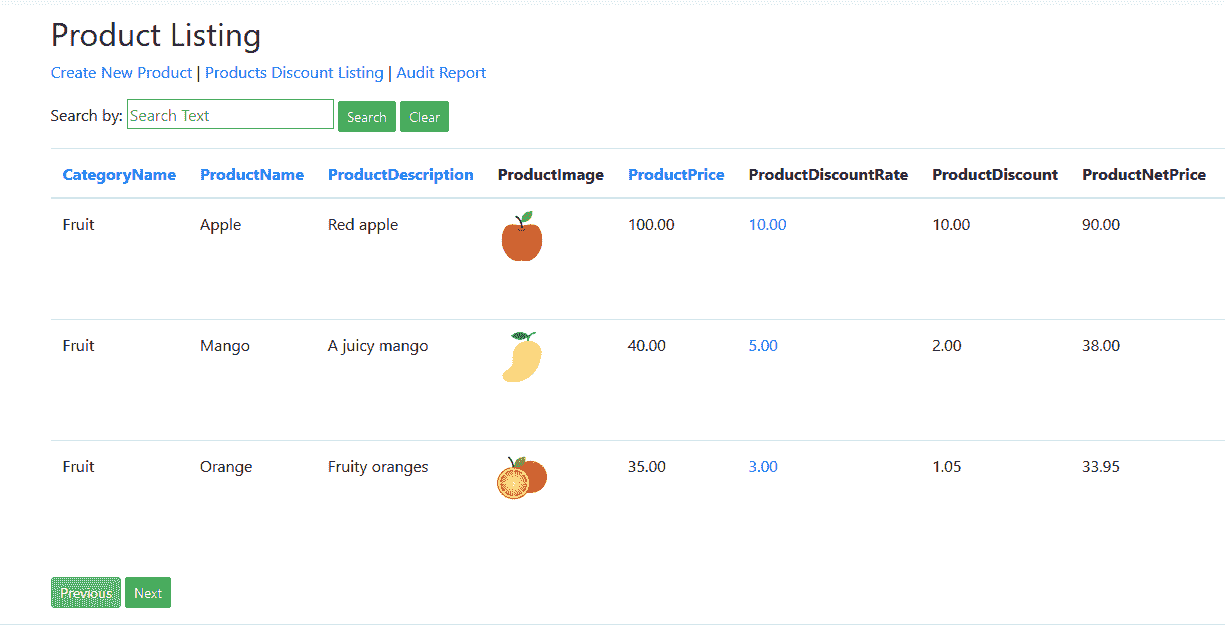 Product Listing
Create New Product | Products Discount Listing | Audit Report
Search by: Search Text Search Clear
CategoryName ProductName ProductDescription ProductImage ProductPrice ProductDiscountRate ProductDiscount ProductNetPrice
Fruit Apple Red apple 100.00 10.00 10.00 90.00
Fruit Mango A juicy mango 40.00 5.00 2.00 38.00
Fruit Orange Fruity oranges 35.00 3.00 1.05 33.95
Previous Next